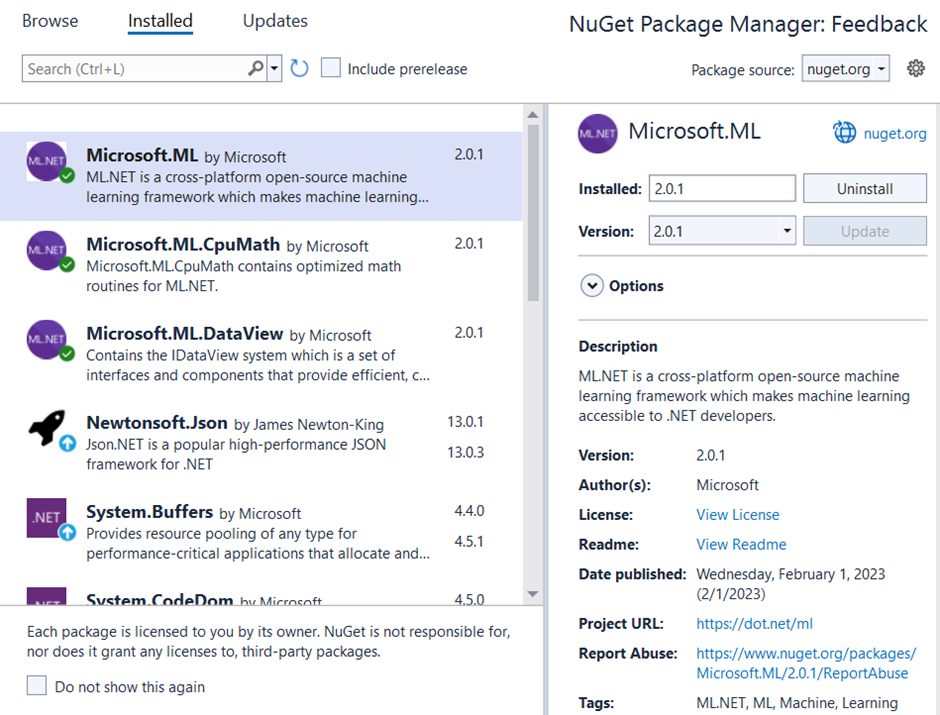 Browse Installed Updates
NuGet Package Manager: Feedback
Search (Ctrl+L) Include prerelease
Package source: nuget.org
ML.NET
Microsoft.ML by Microsoft 2.0.1
ML.NET is a cross-platform open-source machine
learning framework which makes machine learning...
ML.NET
Microsoft.ML.CpuMath by Microsoft 2.0.1
Microsoft.ML.CpuMath contains optimized math
routines for ML.NET.
ML.NET
Microsoft.ML.DataView by Microsoft 2.0.1
Contains the IDataView system which is a set of
interfaces and components that provide efficient, c...
Newtonsoft.Json by James Newton-King 13.0.1
Json.NET is a popular high-performance JSON 13.0.3
framework for .NET
.NET
System.Buffers by Microsoft 4.4.0
Provides resource pooling of any type for 4.5.1
performance-critical applications that allocate and...
.NET
System.CodeDom by Microsoft 4.5.0
Each package is licensed to you by its owner. NuGet is not responsible for,
nor does it grant any licenses to, third-party packages.
Do not show this again
ML.NET
Microsoft.ML nuget.org
Installed: 2.0.1 Uninstall
Version: 2.0.1 Update
Options
Description
ML.NET is a cross-platform open-source machine
learning framework which makes machine learning
accessible to .NET developers.
Version: 2.0.1
Author(s): Microsoft
License: View License
Readme: View Readme
Date published: Wednesday, February 1, 2023
(2/1/2023)
Project URL: https://dot.net/ml
Report Abuse: https://www.nuget.org/packages/
Microsoft.ML/2.0.1/ReportAbuse
Tags: ML.NET, ML, Machine, Learning